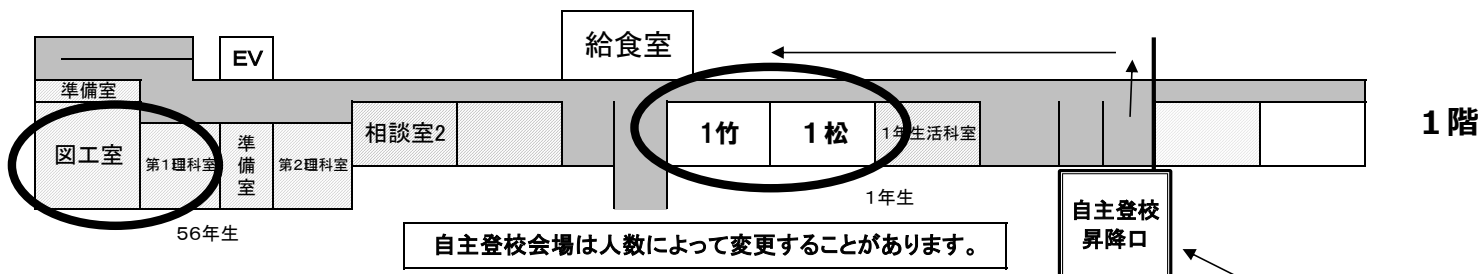 給食室
EV
準備室
図工室
第1理科室
準備室
第2理科室
相談室2
1竹
1松
1年生活科室
1階
56年生
1年生
自主登校会場は人数によって変更することがあります。
自主登校
昇降口